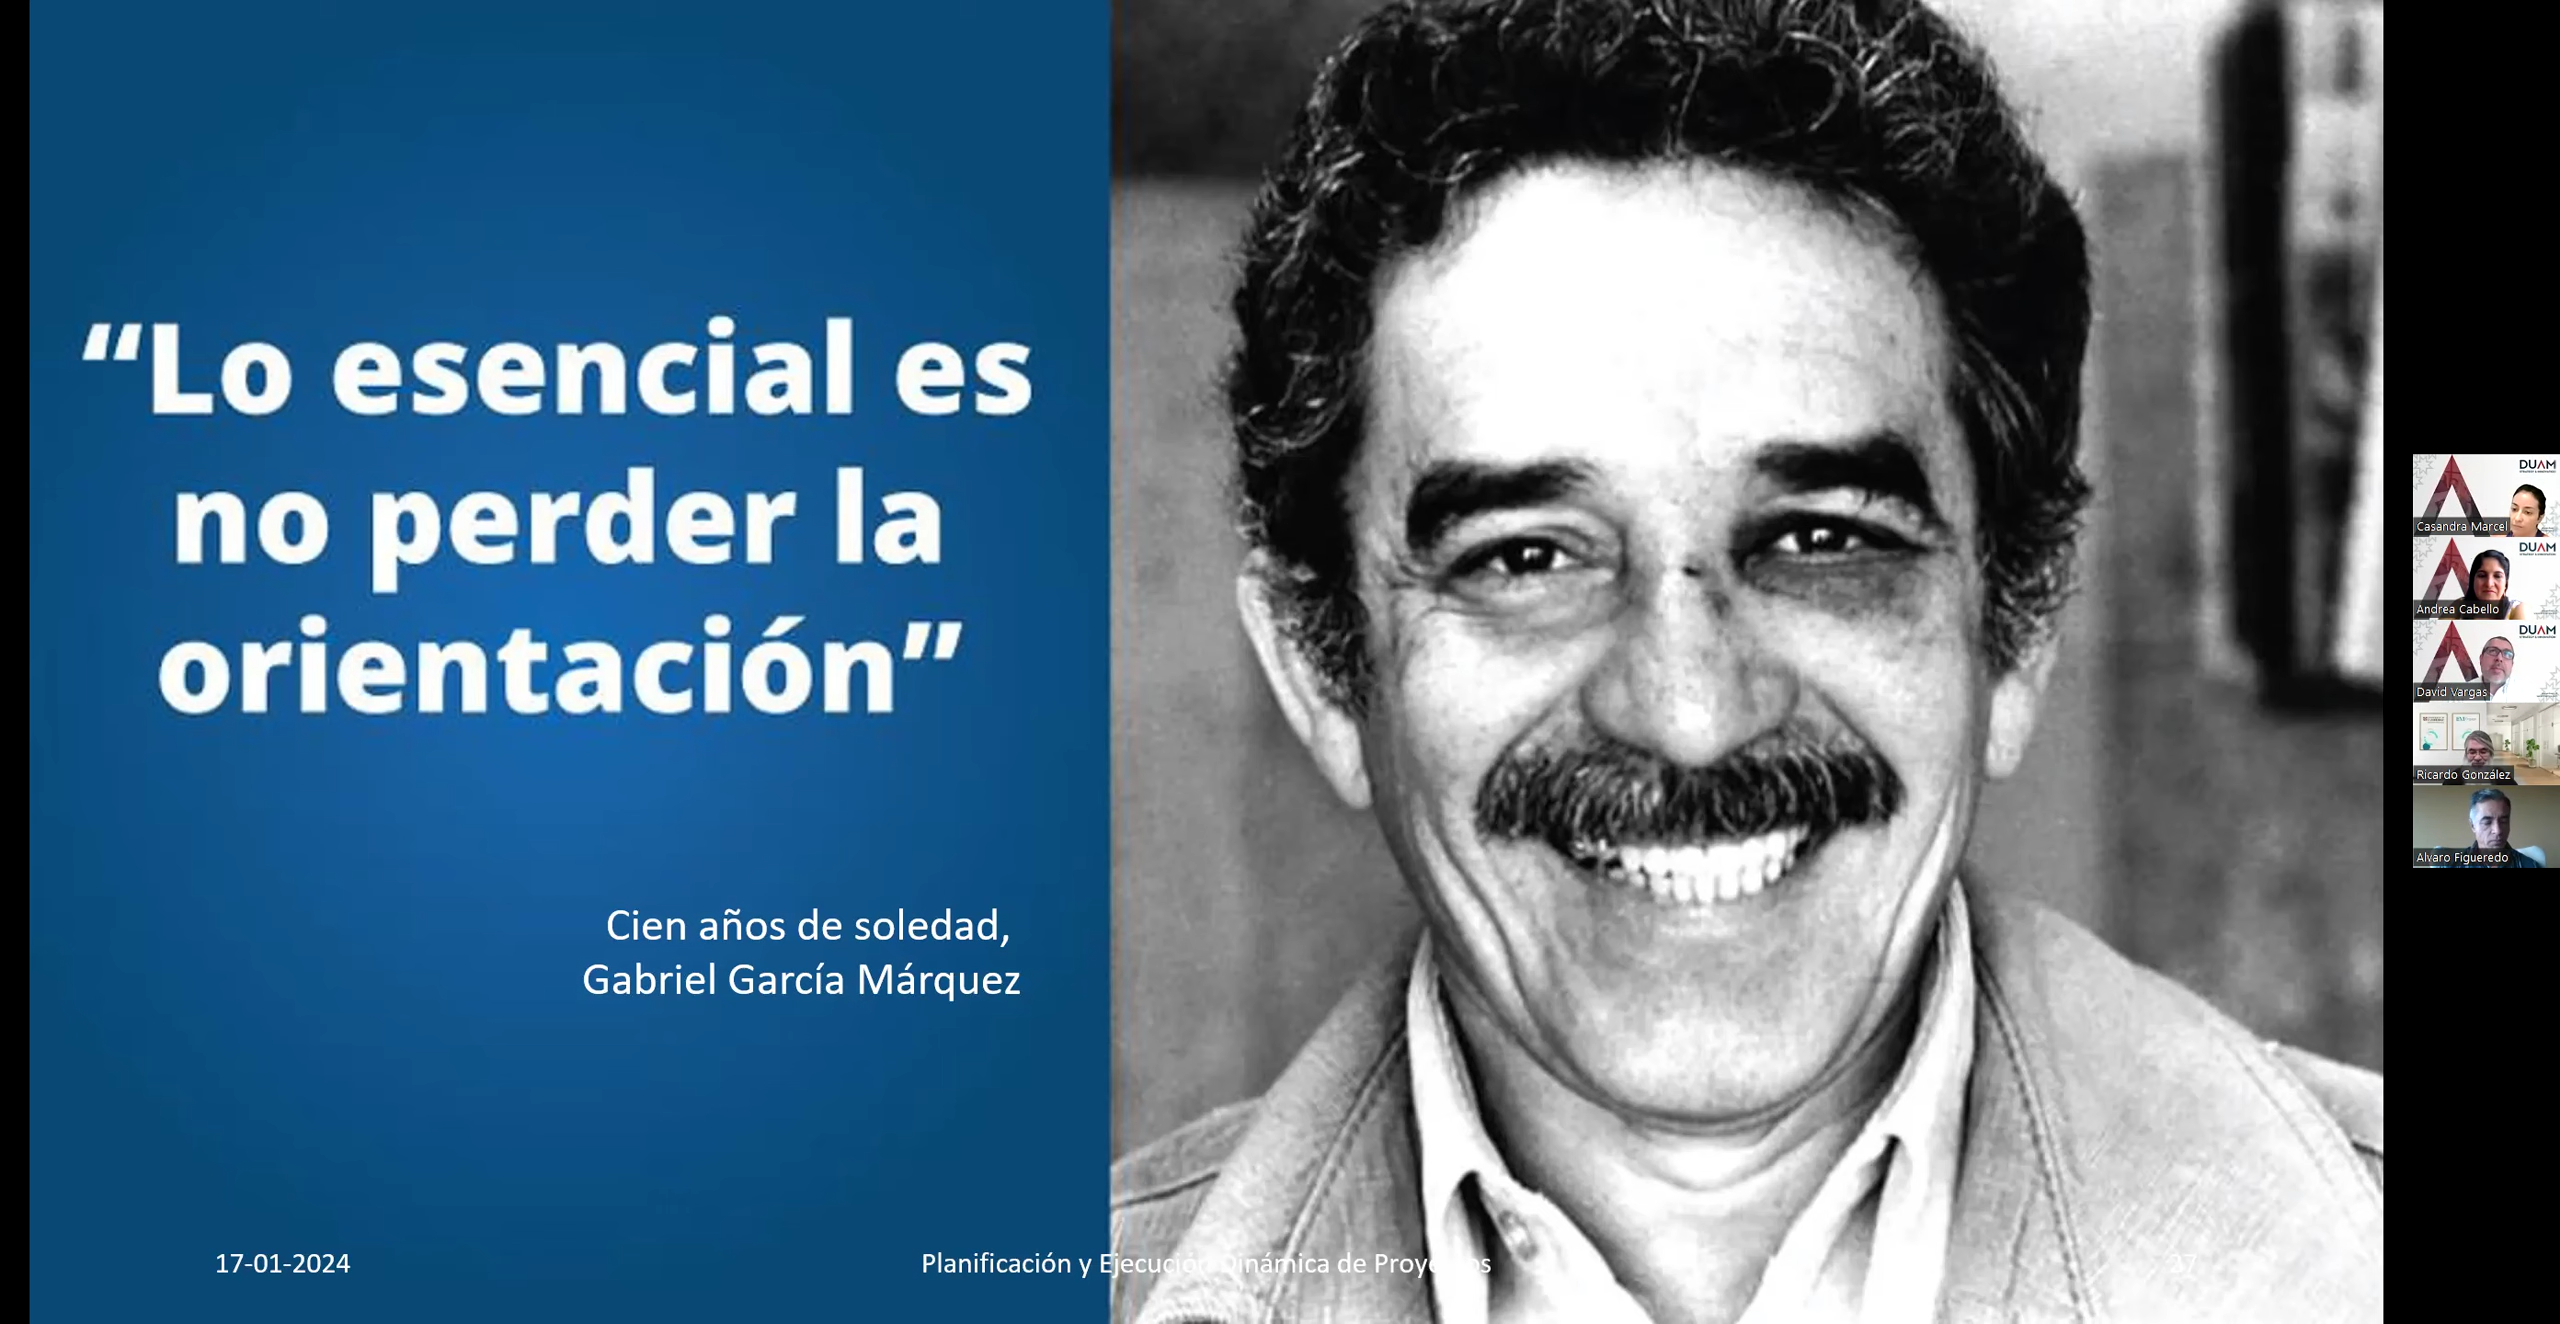 “Lo esencial es
no perder la
orientación”
Cien años de soledad,
Gabriel García Márquez
17-01-2024
Planificación y Ejecución Dinámica de Proyectos
27
DUAM
Casandra Marcel
DUAM
Andrea Cabello
DUAM
David Vargas
Ricardo González
Alvaro Figueredo